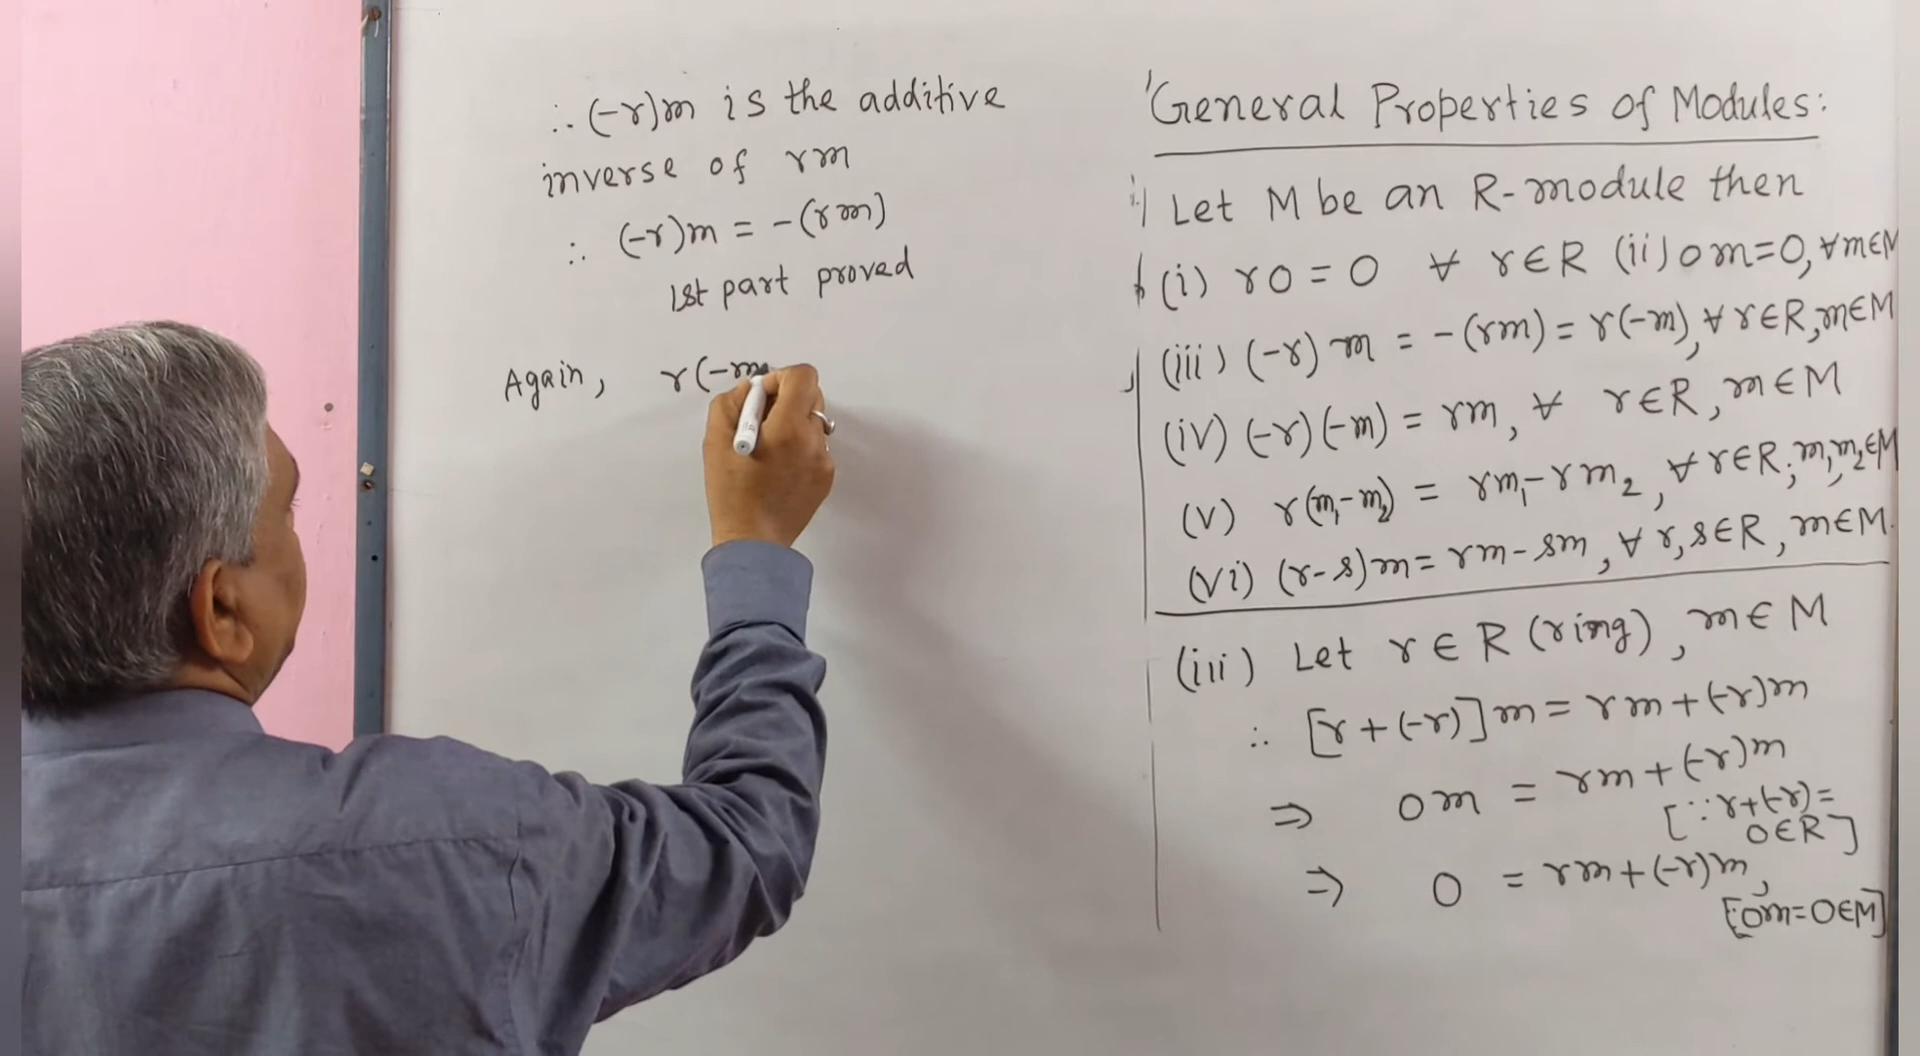 General Properties of Modules:
Let M be an R-module then
(i) r0 = 0 ∀ r∈R (ii) 0m=0, ∀m∈M
(iii) (-r)m = -(rm) = r(-m), ∀ r∈R, m∈M
(iv) (-r)(-m) = rm, ∀ r∈R, m∈M
(v) r(m₁-m₂) = rm₁-rm₂, ∀ r∈R; m₁,m₂∈M
(vi) (r-s)m = rm-sm, ∀ r,s∈R, m∈M.
(iii) Let r∈R (ring), m∈M
∴ [r+(-r)]m = rm+(-r)m
⇒ 0m = rm+(-r)m
[∵ r+(-r)=
0∈R]
⇒ 0 = rm+(-r)m,
[∵0m=0∈M]
∴ (-r)m is the additive
inverse of rm
∴ (-r)m = -(rm)
1st part proved
Again, r(-m